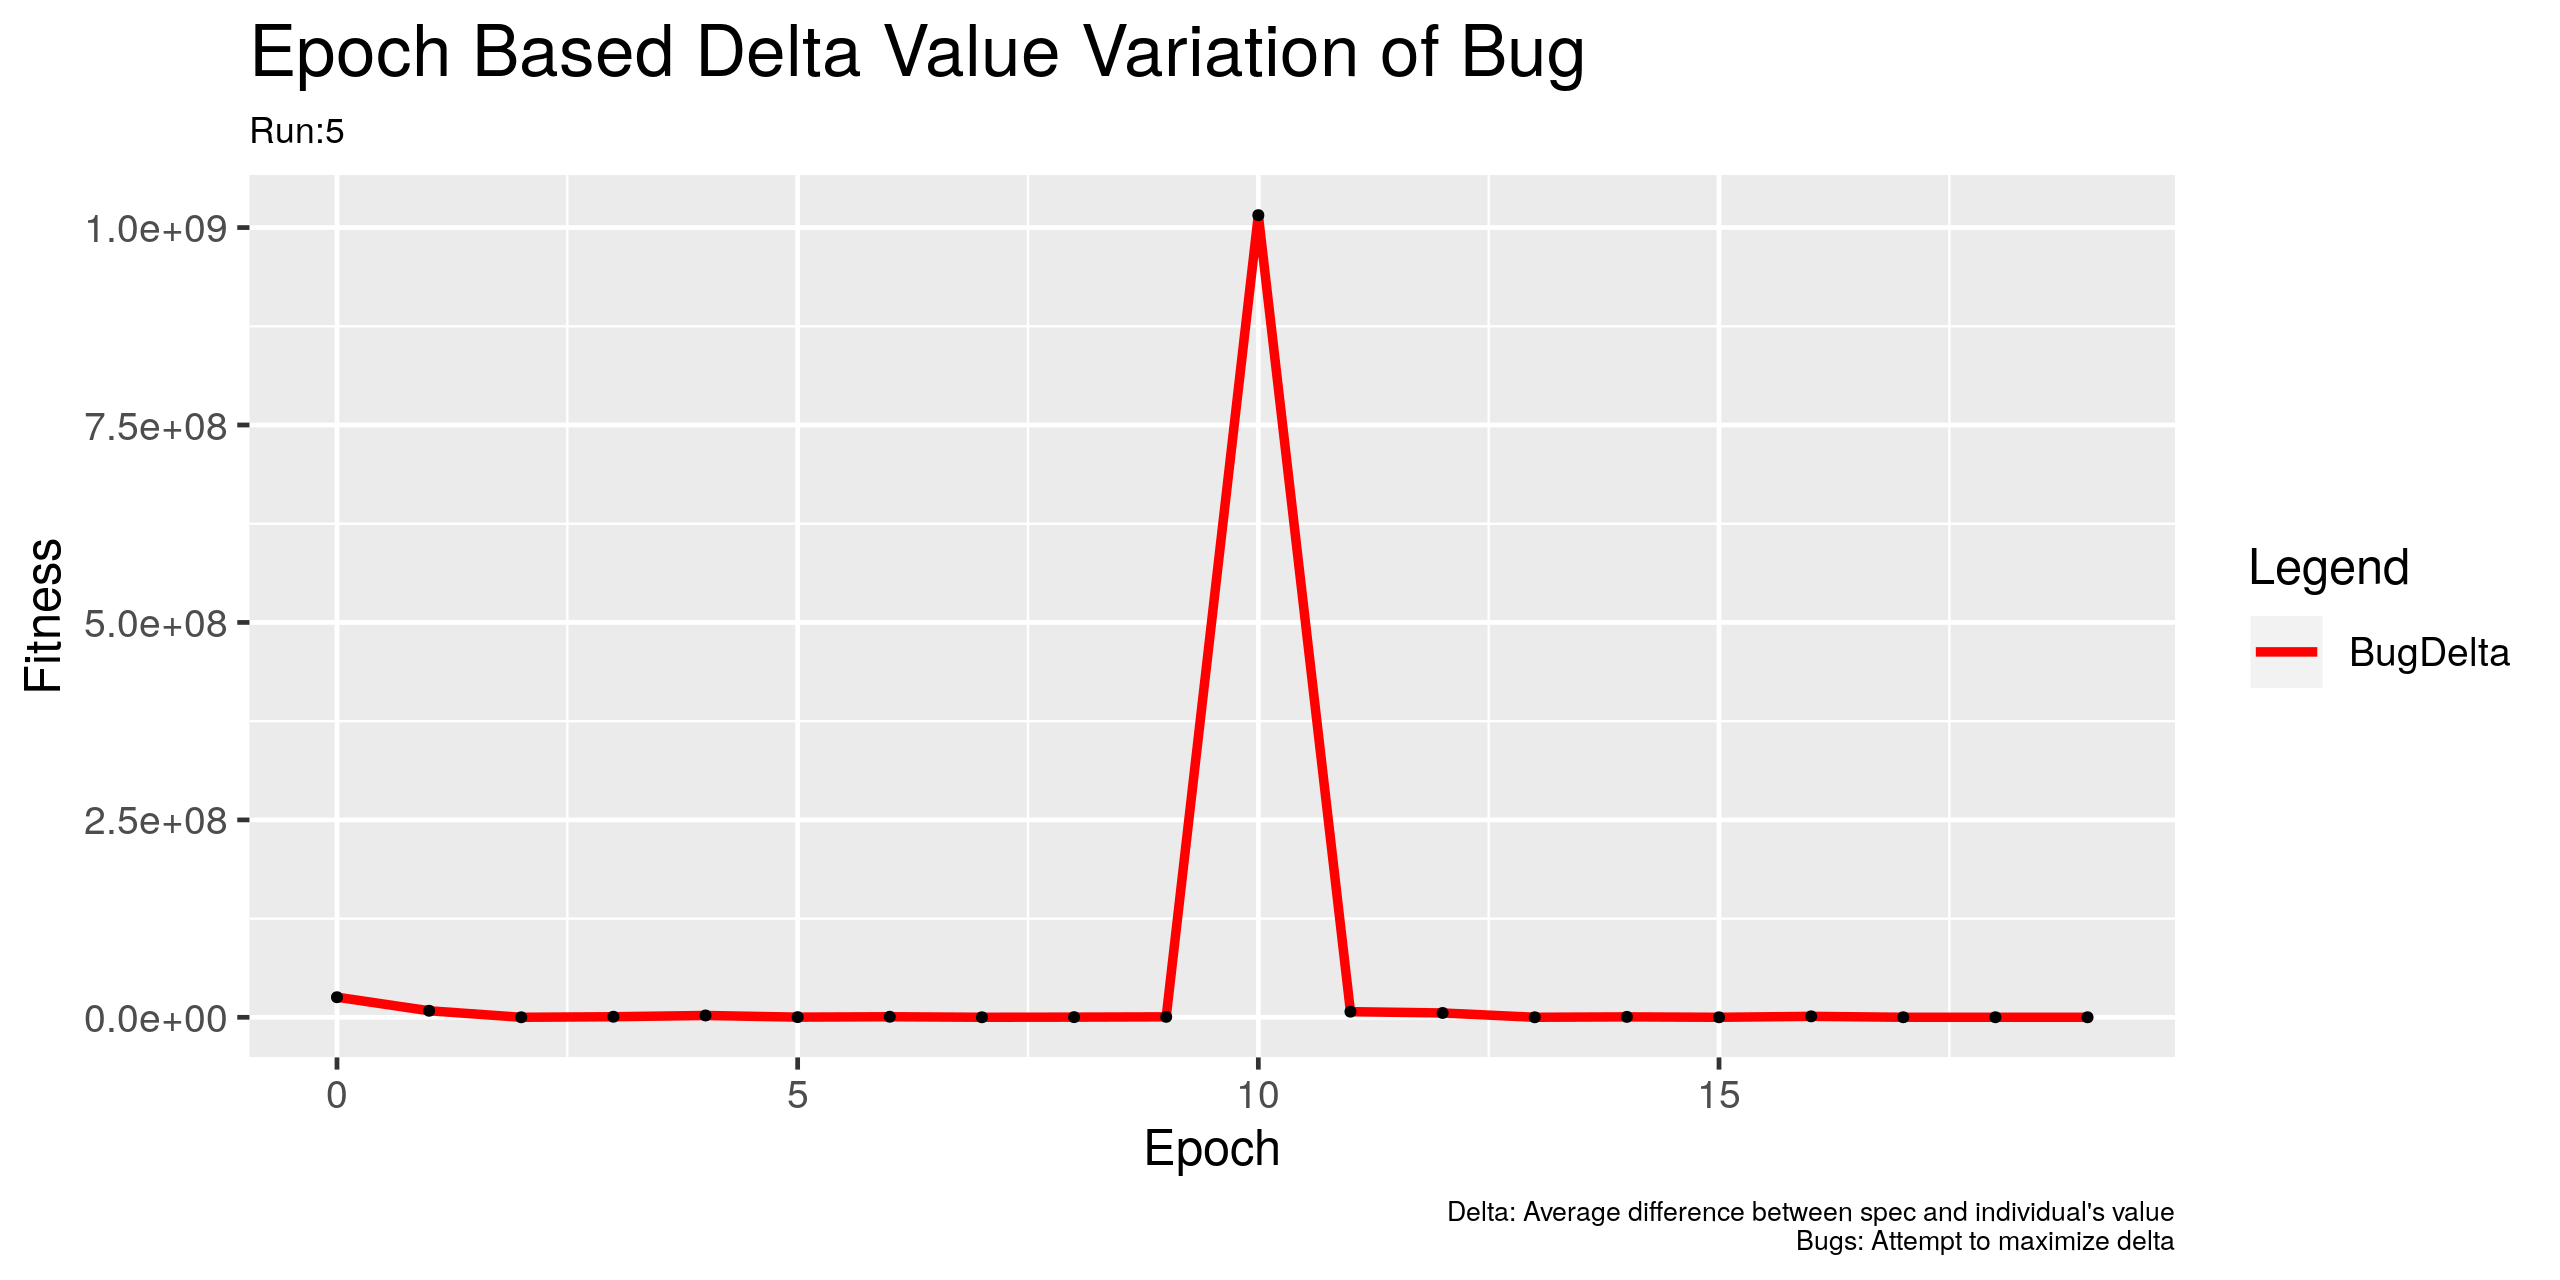 Epoch Based Delta Value Variation of Bug
Run:5
1.0e+09
7.5e+08
5.0e+08
2.5e+08
0.0e+00
Fitness
0 5 10 15
Epoch
Legend
BugDelta
Delta: Average difference between spec and individual's value
Bugs: Attempt to maximize delta